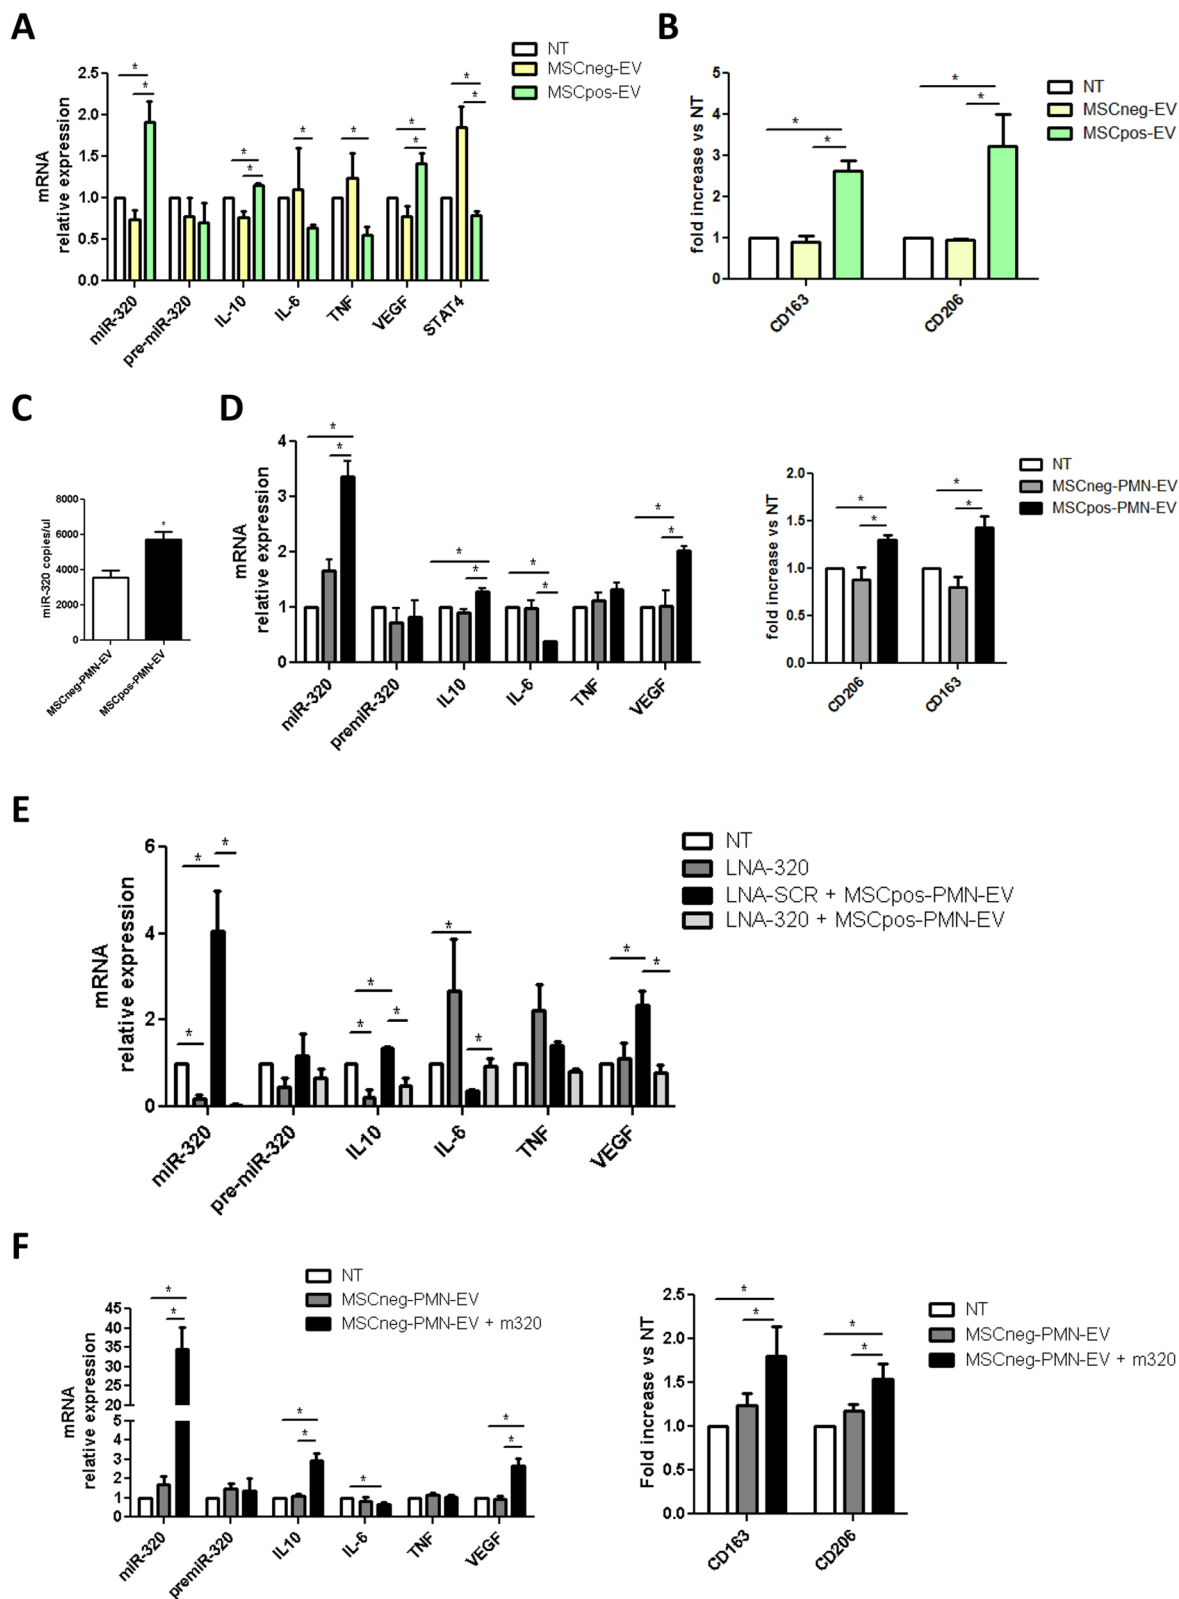 A
NT
MSCneg-EV
MSCpos-EV
mRNA
relative expression
2.5
2.0
1.5
1.0
0.5
0.0
* * * * * * * * * * *
miR-320
pre-miR-320
IL-10
IL-6
TNF
VEGF
STAT4
B
NT
MSCneg-EV
MSCpos-EV
fold increase vs NT
5
4
3
2
1
0
* * * *
CD163
CD206
C
miR-320 copies/ul
8000
6000
4000
2000
0
*
MSCneg-PMN-EV
MSCpos-PMN-EV
D
mRNA
relative expression
4
3
2
1
0
* * * * * * * *
miR-320
premiR-320
IL10
IL-6
TNF
VEGF
NT
MSCneg-PMN-EV
MSCpos-PMN-EV
fold increase vs NT
2.0
1.5
1.0
0.5
0.0
* * * *
CD206
CD163
E
NT
LNA-320
LNA-SCR + MSCpos-PMN-EV
LNA-320 + MSCpos-PMN-EV
mRNA
relative expression
6
4
2
0
* * * * * * * * * *
miR-320
pre-miR-320
IL10
IL-6
TNF
VEGF
F
NT
MSCneg-PMN-EV
MSCneg-PMN-EV + m320
mRNA
relative expression
45
40
35
30
25
20
5
4
3
2
1
0
* * * * * * *
miR-320
premiR-320
IL10
IL-6
TNF
VEGF
NT
MSCneg-PMN-EV
MSCneg-PMN-EV + m320
Fold increase vs NT
2.5
2.0
1.5
1.0
0.5
0.0
* * * *
CD163
CD206